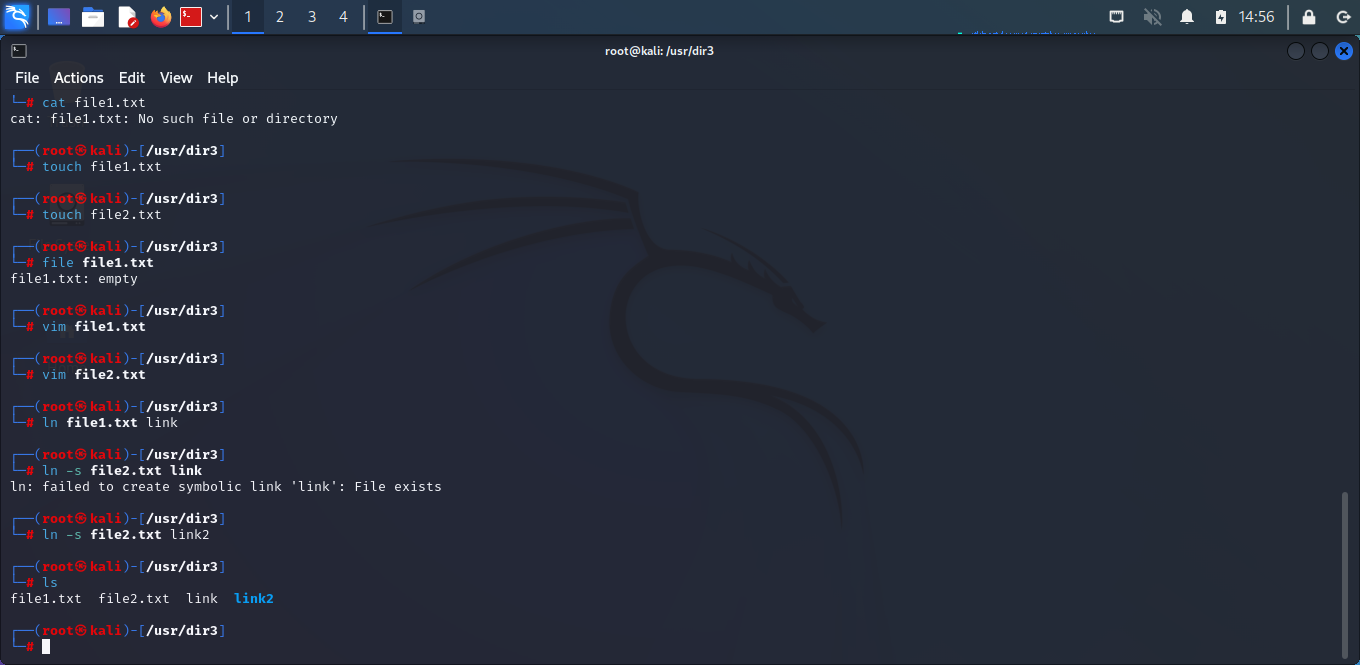 1 2 3 4 14:56
root@kali: /usr/dir3
File Actions Edit View Help
└─# cat file1.txt
cat: file1.txt: No such file or directory
┌──(root㉿kali)-[/usr/dir3]
└─# touch file1.txt
┌──(root㉿kali)-[/usr/dir3]
└─# touch file2.txt
┌──(root㉿kali)-[/usr/dir3]
└─# file file1.txt
file1.txt: empty
┌──(root㉿kali)-[/usr/dir3]
└─# vim file1.txt
┌──(root㉿kali)-[/usr/dir3]
└─# vim file2.txt
┌──(root㉿kali)-[/usr/dir3]
└─# ln file1.txt link
┌──(root㉿kali)-[/usr/dir3]
└─# ln -s file2.txt link
ln: failed to create symbolic link 'link': File exists
┌──(root㉿kali)-[/usr/dir3]
└─# ln -s file2.txt link2
┌──(root㉿kali)-[/usr/dir3]
└─# ls
file1.txt  file2.txt  link  link2
┌──(root㉿kali)-[/usr/dir3]
└─#